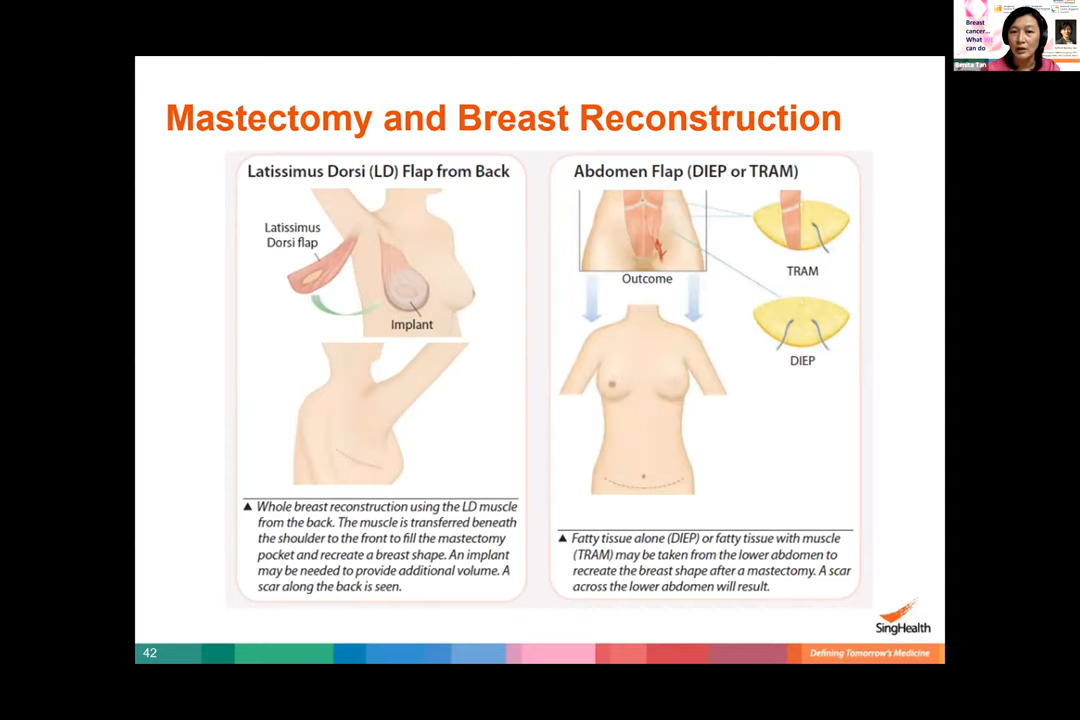 Mastectomy and Breast Reconstruction
Latissimus Dorsi (LD) Flap from Back
Latissimus
Dorsi flap
Implant
▲ Whole breast reconstruction using the LD muscle
from the back. The muscle is transferred beneath
the shoulder to the front to fill the mastectomy
pocket and recreate a breast shape. An implant
may be needed to provide additional volume. A
scar along the back is seen.
Abdomen Flap (DIEP or TRAM)
TRAM
Outcome
DIEP
▲ Fatty tissue alone (DIEP) or fatty tissue with muscle
(TRAM) may be taken from the lower abdomen to
recreate the breast shape after a mastectomy. A scar
across the lower abdomen will result.
SingHealth
42
Defining Tomorrow's Medicine
Breast
cancer...
What
can do
Benita Tan